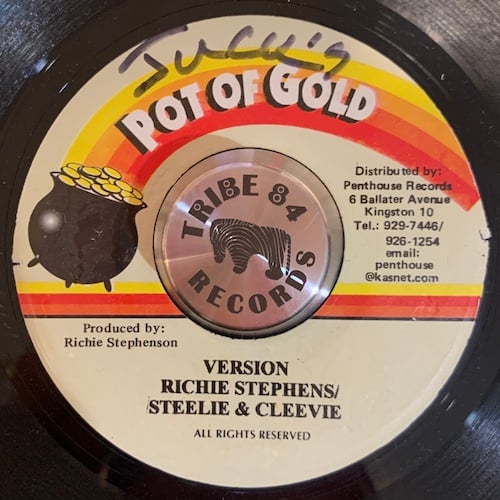 Juck's
POT OF GOLD
TRIBE 84
RECORDS
Distributed by:
Penthouse Records
6 Ballater Avenue
Kingston 10
Tel.: 929-7446/
926-1254
email:
penthouse
@kasnet.com
Produced by:
Richie Stephenson
VERSION
RICHIE STEPHENS/
STEELIE & CLEEVIE
ALL RIGHTS RESERVED